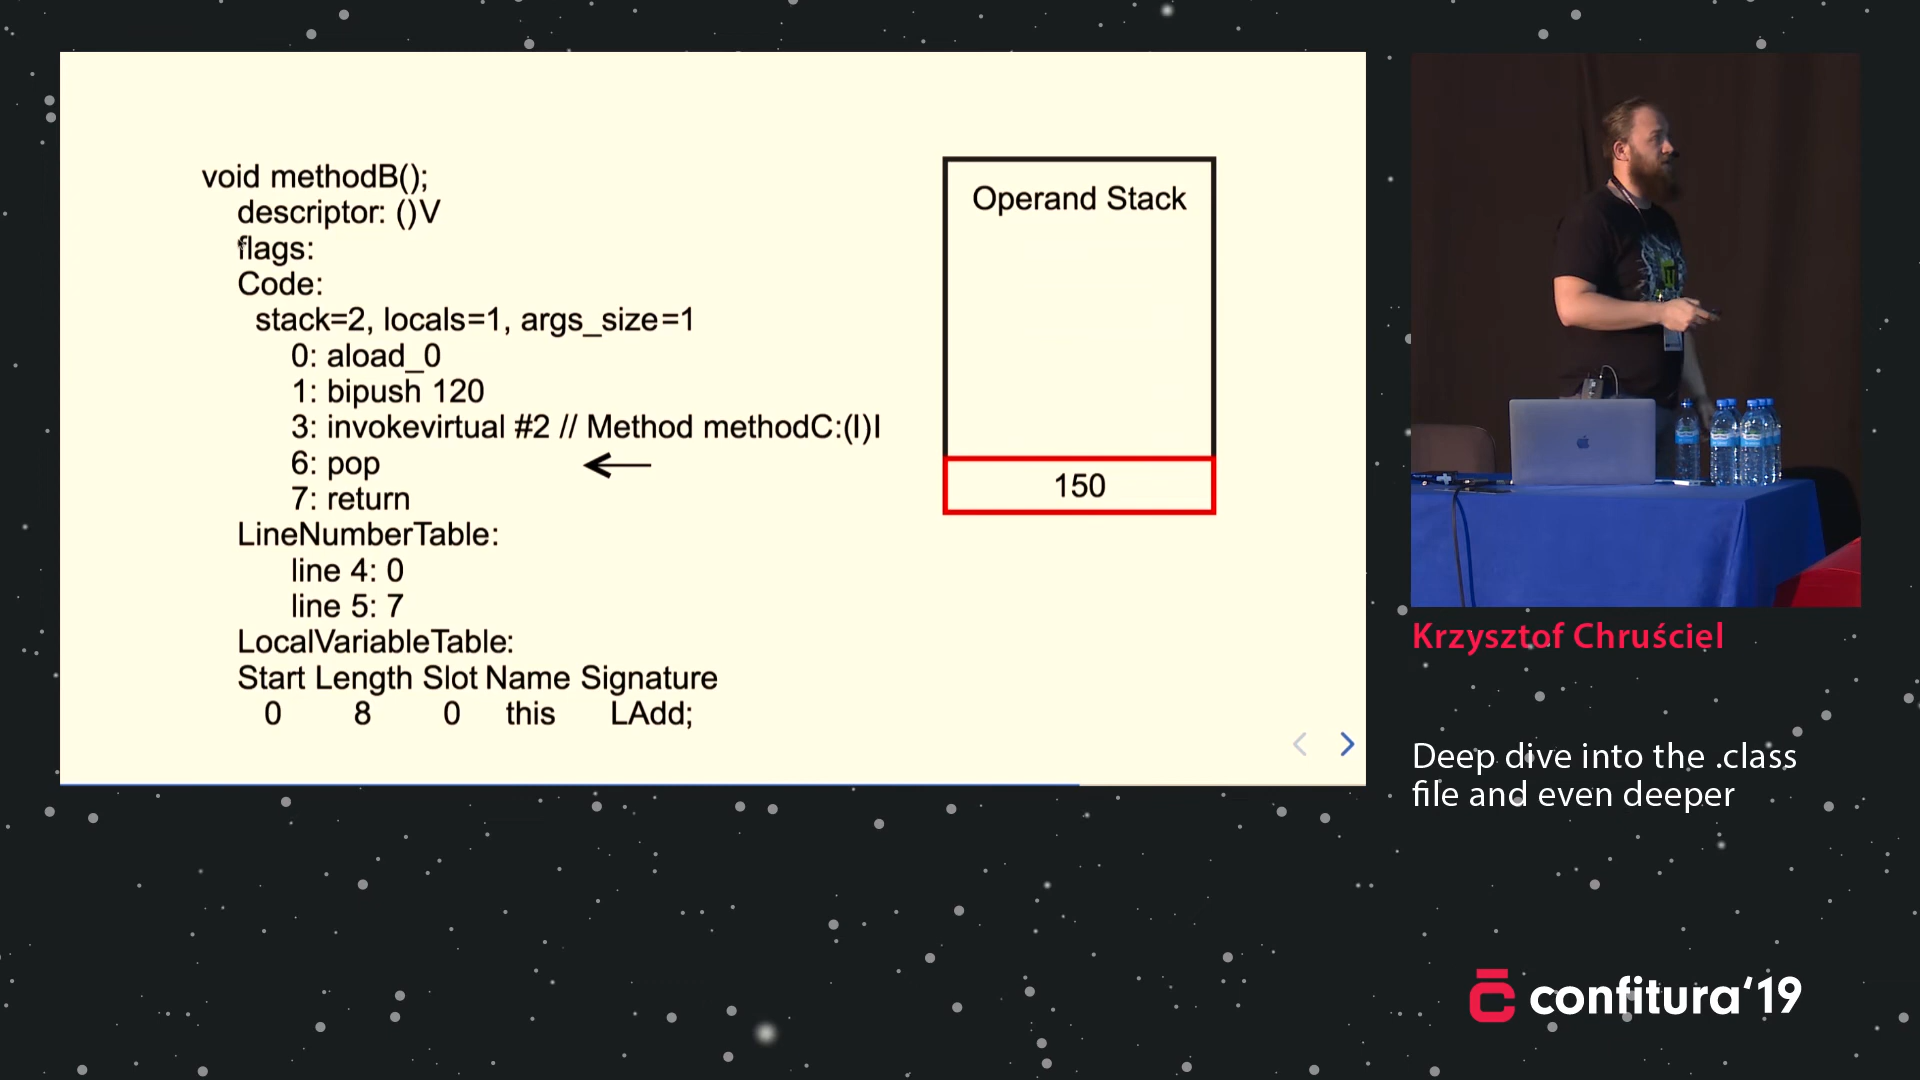 void methodB();
descriptor: ()V
flags:
Code:
stack=2, locals=1, args_size=1
0: aload_0
1: bipush 120
3: invokevirtual #2 // Method methodC:(I)I
6: pop
7: return
LineNumberTable:
line 4: 0
line 5: 7
LocalVariableTable:
Start Length Slot Name Signature
0 8 0 this LAdd;
Operand Stack
150
Krzysztof Chruściel
Deep dive into the .class
file and even deeper
confitura‘19